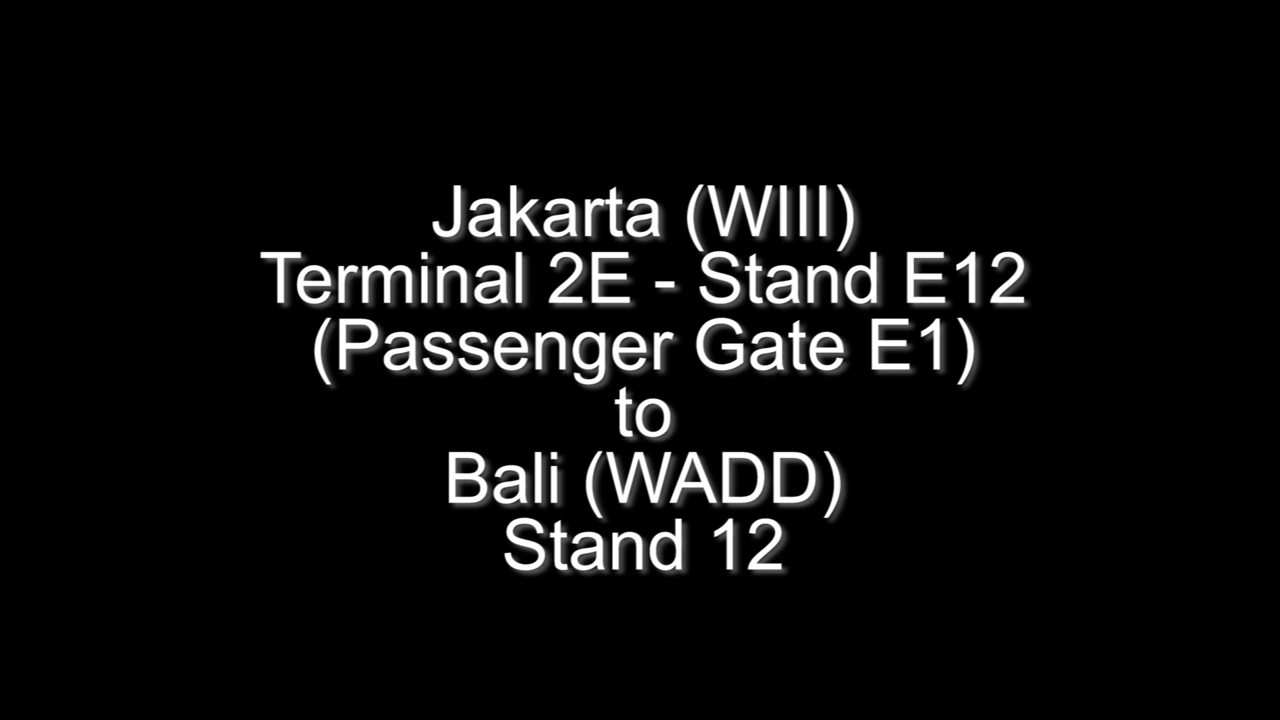 Jakarta (WIII)
Terminal 2E - Stand E12
(Passenger Gate E1)
to
Bali (WADD)
Stand 12